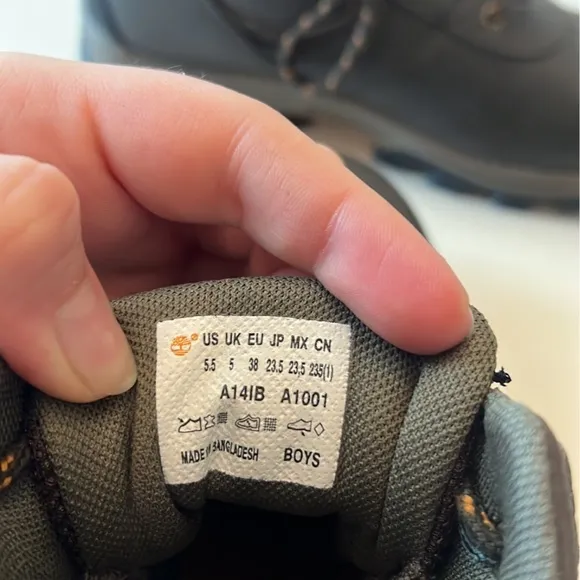 US UK EU JP MX CN
5.5 5 38 23.5 23.5 235(1)
A14IB A1001
MADE IN BANGLADESH BOYS